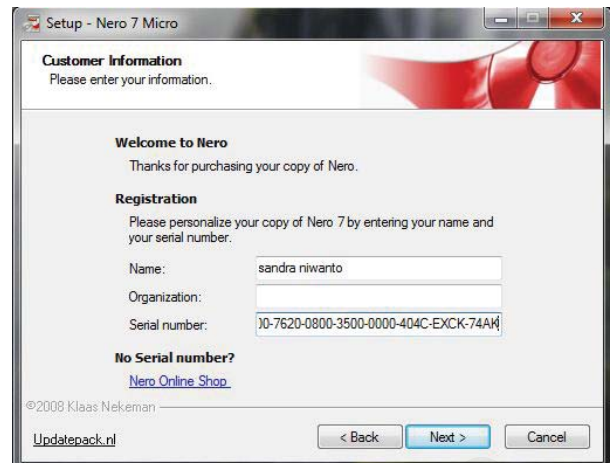 Setup - Nero 7 Micro
Customer Information
Please enter your information.
Welcome to Nero
Thanks for purchasing your copy of Nero.
Registration
Please personalize your copy of Nero 7 by entering your name and
your serial number.
Name: sandra niwanto
Organization:
Serial number: 00-7620-0800-3500-0000-404C-EXCK-74AK
No Serial number?
Nero Online Shop
©2008 Klaas Nekeman
Updatepack.nl
< Back Next > Cancel